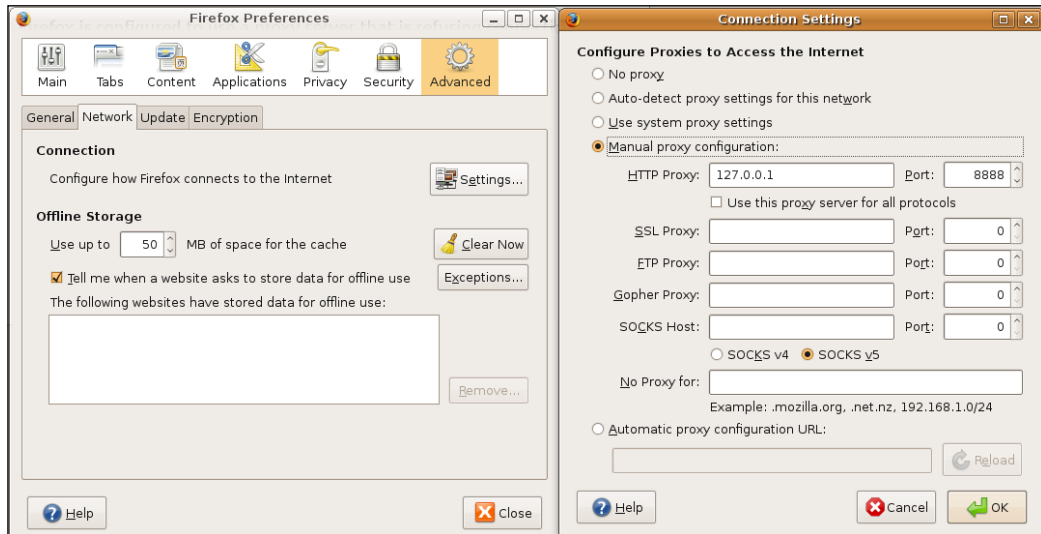 Firefox Preferences
Main Tabs Content Applications Privacy Security Advanced
General Network Update Encryption
Connection
Configure how Firefox connects to the Internet
Settings...
Offline Storage
Use up to 50 MB of space for the cache
Clear Now
Tell me when a website asks to store data for offline use
Exceptions...
The following websites have stored data for offline use:
Remove...
Help
Close
Connection Settings
Configure Proxies to Access the Internet
No proxy
Auto-detect proxy settings for this network
Use system proxy settings
Manual proxy configuration:
HTTP Proxy: 127.0.0.1 Port: 8888
Use this proxy server for all protocols
SSL Proxy: Port: 0
FTP Proxy: Port: 0
Gopher Proxy: Port: 0
SOCKS Host: Port: 0
SOCKS v4 SOCKS v5
No Proxy for:
Example: .mozilla.org, .net.nz, 192.168.1.0/24
Automatic proxy configuration URL:
Reload
Help
Cancel
OK